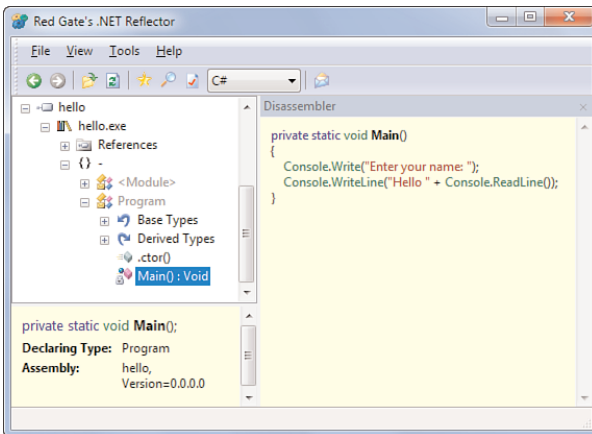 Red Gate's .NET Reflector
File View Tools Help
C#
hello
hello.exe
References
{} -
<Module>
Program
Base Types
Derived Types
.ctor()
Main() : Void
private static void Main();
Declaring Type: Program
Assembly: hello,
Version=0.0.0.0
Disassembler
private static void Main()
{
Console.Write("Enter your name: ");
Console.WriteLine("Hello " + Console.ReadLine());
}